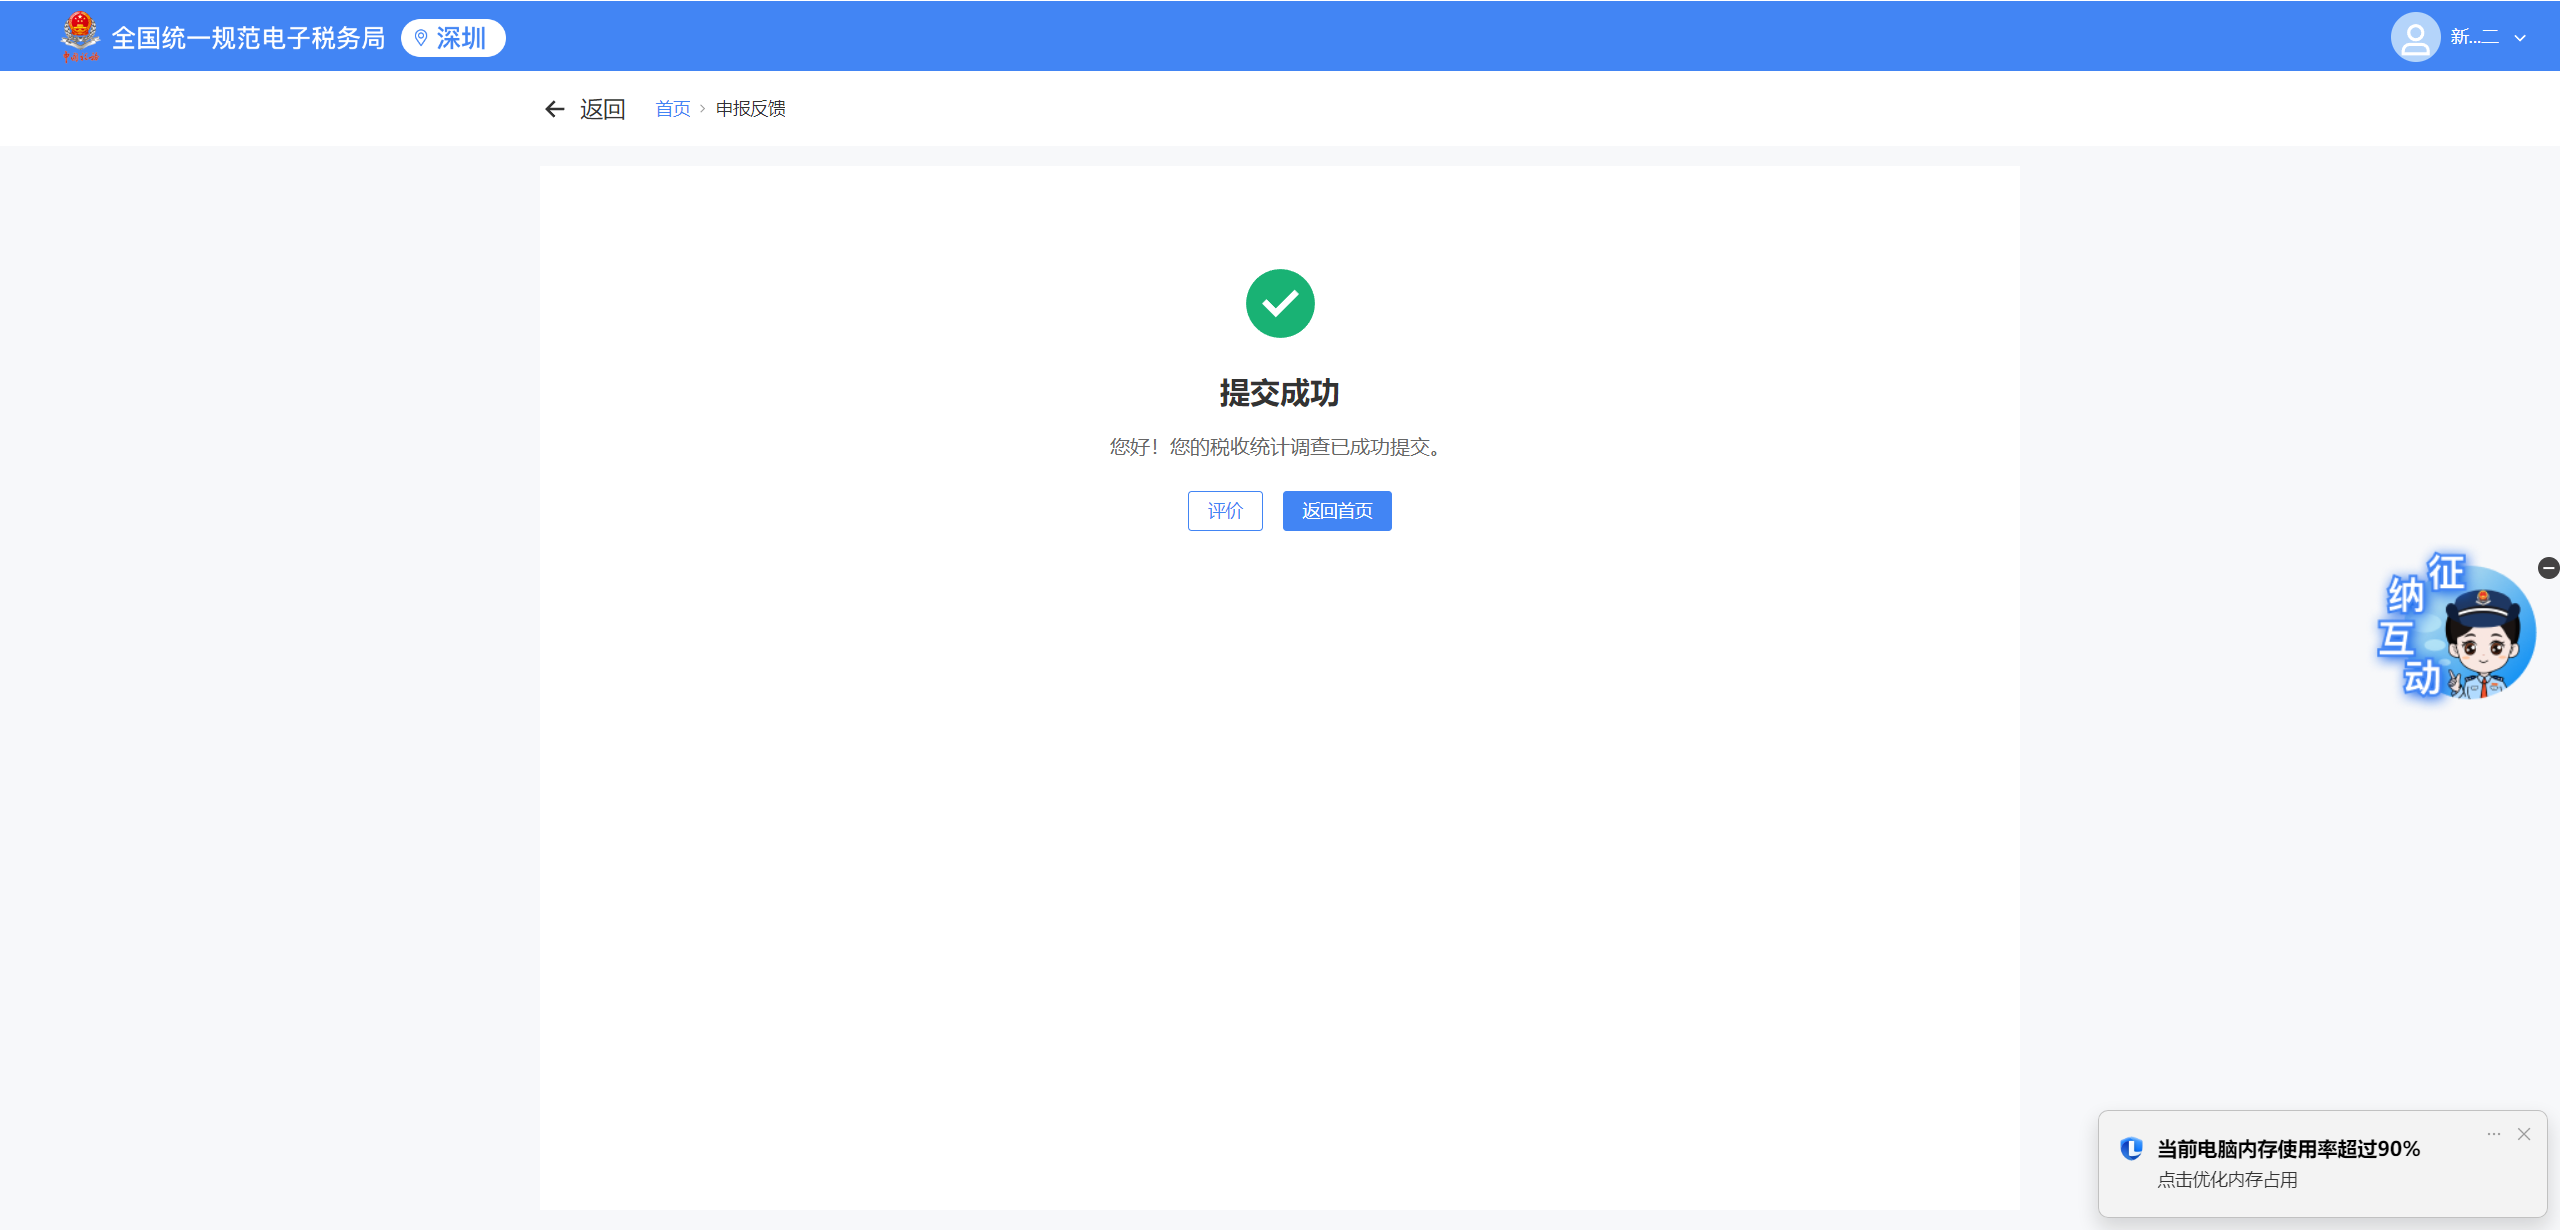 全国统一规范电子税务局 深圳 新...二
返回 首页 > 申报反馈
提交成功
您好！您的税收统计调查已成功提交。
评价 返回首页
征纳互动
当前电脑内存使用率超过90%
点击优化内存占用